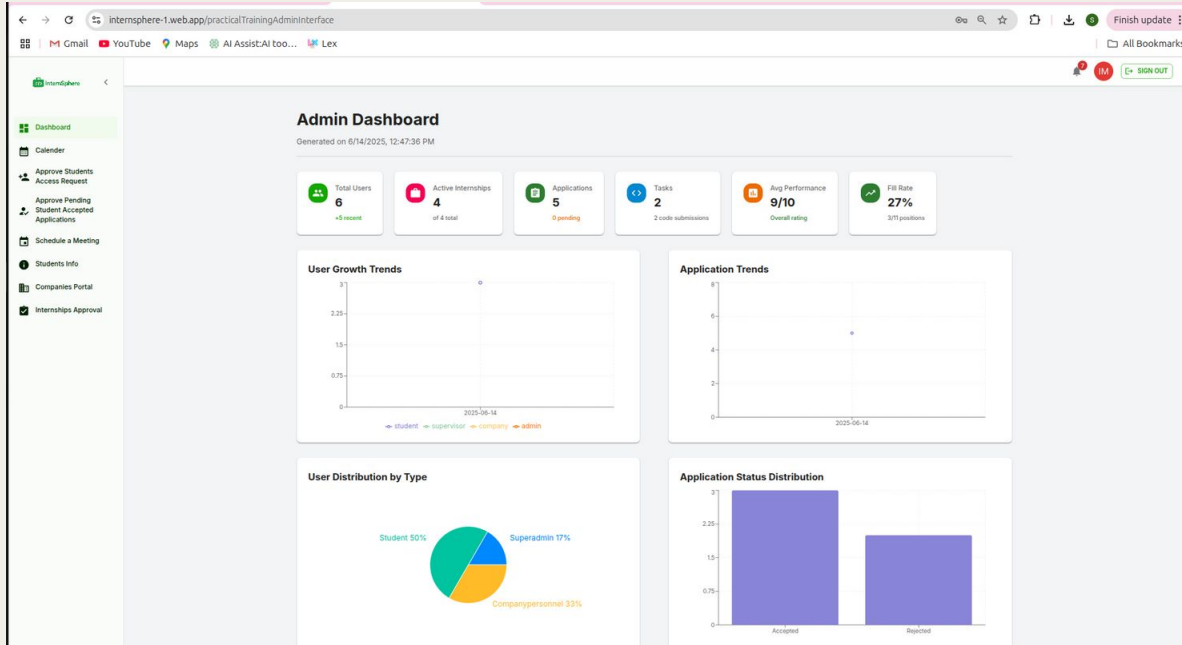 internsphere-1.web.app/practicalTrainingAdminInterface
S
Finish update
Gmail
YouTube
Maps
AI Assist:AI too...
Lex
All Bookmarks
InternSphere
7
IM
SIGN OUT
Dashboard
Calender
Approve Students
Access Request
Approve Pending
Student Accepted
Applications
Schedule a Meeting
Students Info
Companies Portal
Internships Approval
Admin Dashboard
Generated on 6/14/2025, 12:47:36 PM
Total Users
6
+5 recent
Active Internships
4
of 4 total
Applications
5
0 pending
Tasks
2
2 code submissions
Avg Performance
9/10
Overall rating
Fill Rate
27%
3/11 positions
User Growth Trends
3
2.25
1.5
0.75
0
2025-06-14
student supervisor company admin
Application Trends
8
6
4
2
0
2025-06-14
User Distribution by Type
Student 50%
Superadmin 17%
Companypersonnel 33%
Application Status Distribution
3
2.25
1.5
0.75
0
Accepted Rejected